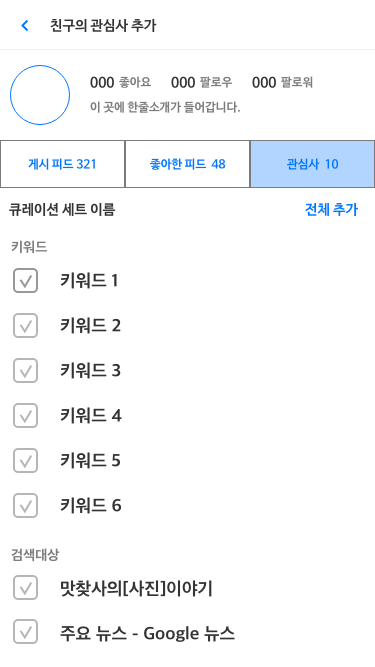 친구의 관심사 추가
000 좋아요 000 팔로우 000 팔로워
이 곳에 한줄소개가 들어갑니다.
게시 피드 321 좋아한 피드 48 관심사 10
큐레이션 세트 이름 전체 추가
키워드
키워드 1
키워드 2
키워드 3
키워드 4
키워드 5
키워드 6
검색대상
맛찾사의[사진]이야기
주요 뉴스 - Google 뉴스